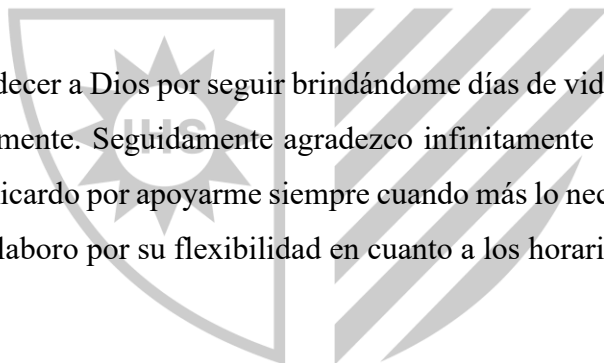 decer a Dios por seguir brindándome días de vid
mente. Seguidamente agradezco infinitamente
icardo por apoyarme siempre cuando más lo nec
laboro por su flexibilidad en cuanto a los horari
IHS